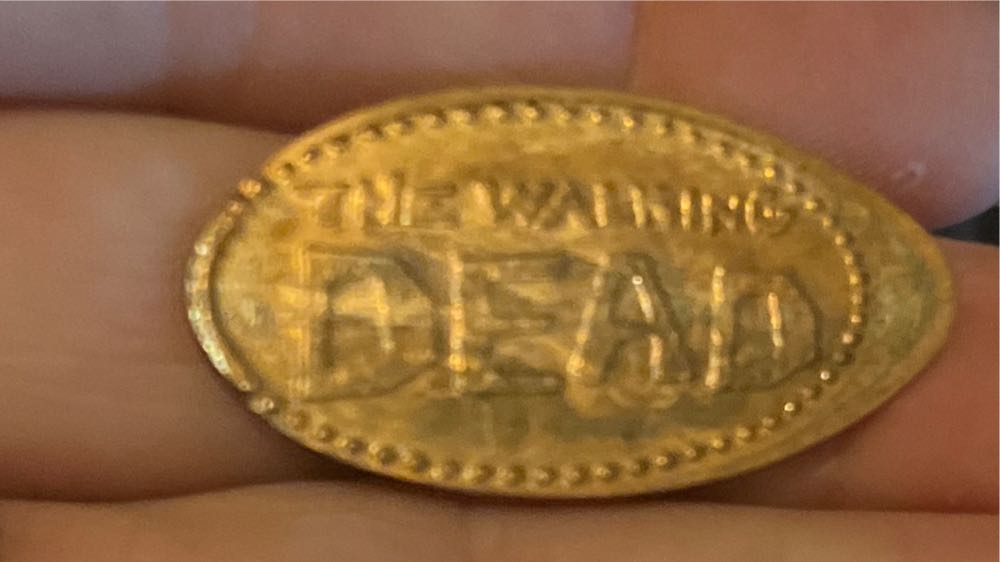 THE WALKING
DEAD